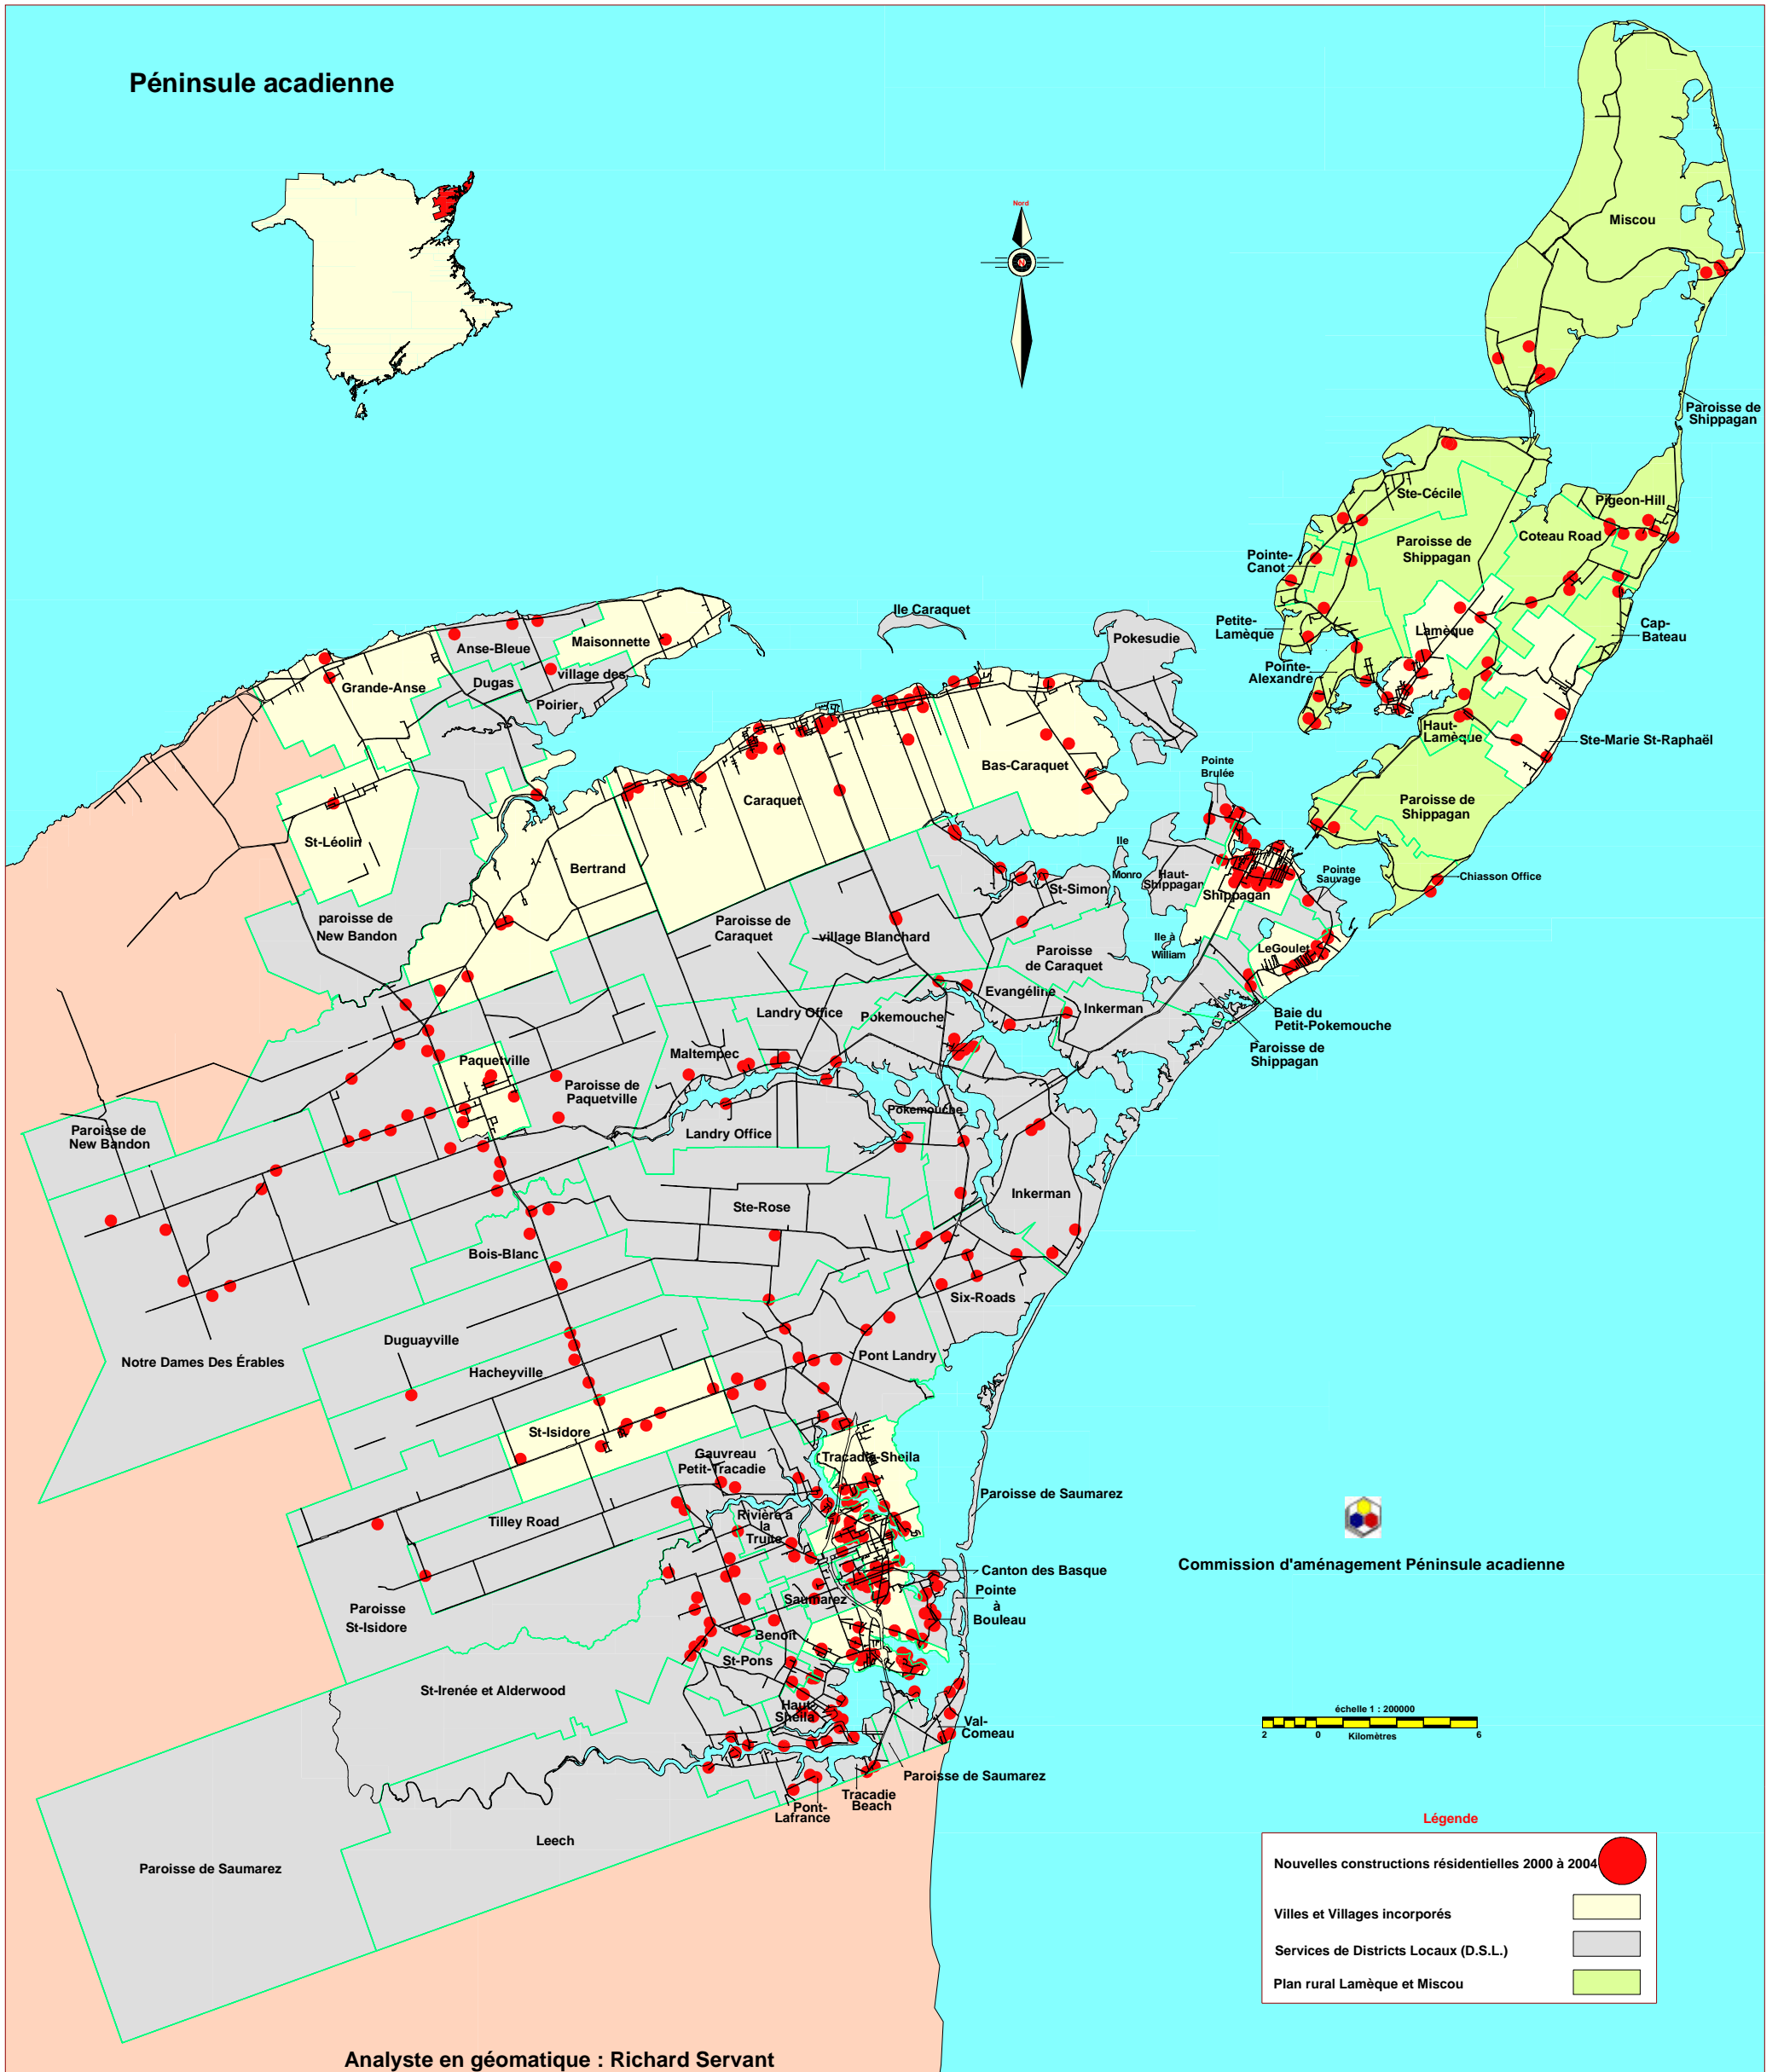 Péninsule acadienne
Nord
N
Miscou
Paroisse de
Shippagan
Ste-Cécile
Pigeon-Hill
Coteau Road
Paroisse de
Shippagan
Pointe-
Canot
Petite-
Lamèque
Lamèque
Cap-
Bateau
Pointe-
Alexandre
Haut-
Lamèque
Ste-Marie St-Raphaël
Paroisse de
Shippagan
Chiasson Office
Ile Caraquet
Pokesudie
Maisonnette
Anse-Bleue
Dugas
village des
Poirier
Grande-Anse
St-Léolin
Bas-Caraquet
Caraquet
Bertrand
Pointe
Brulée
Ile
Monro
Haut-
Shippagan
Shippagan
Pointe
Sauvage
St-Simon
paroisse de
New Bandon
Paroisse de
Caraquet
village Blanchard
Paroisse
de Caraquet
Ile à
William
LeGoulet
Evangéline
Inkerman
Baie du
Petit-Pokemouche
Paroisse de
Shippagan
Landry Office
Pokemouche
Maltempec
Paquetville
Paroisse de
Paquetville
Pokemouche
Landry Office
Paroisse de
New Bandon
Inkerman
Ste-Rose
Bois-Blanc
Six-Roads
Duguayville
Pont Landry
Notre Dames Des Érables
Hacheyville
St-Isidore
Gauvreau
Petit-Tracadie
Tracadie-Sheila
Paroisse de Saumarez
Tilley Road
Rivière à
la
Truite
Canton des Basque
Pointe
à
Bouleau
Saumarez
Paroisse
St-Isidore
Benoit
St-Pons
St-Irenée et Alderwood
Haut-
Sheila
Val-
Comeau
Paroisse de Saumarez
Tracadie
Beach
Pont-
Lafrance
Leech
Paroisse de Saumarez
Commission d'aménagement Péninsule acadienne
échelle 1 : 200000
2 0 6
Kilomètres
Légende
Nouvelles constructions résidentielles 2000 à 2004
Villes et Villages incorporés
Services de Districts Locaux (D.S.L.)
Plan rural Lamèque et Miscou
Analyste en géomatique : Richard Servant